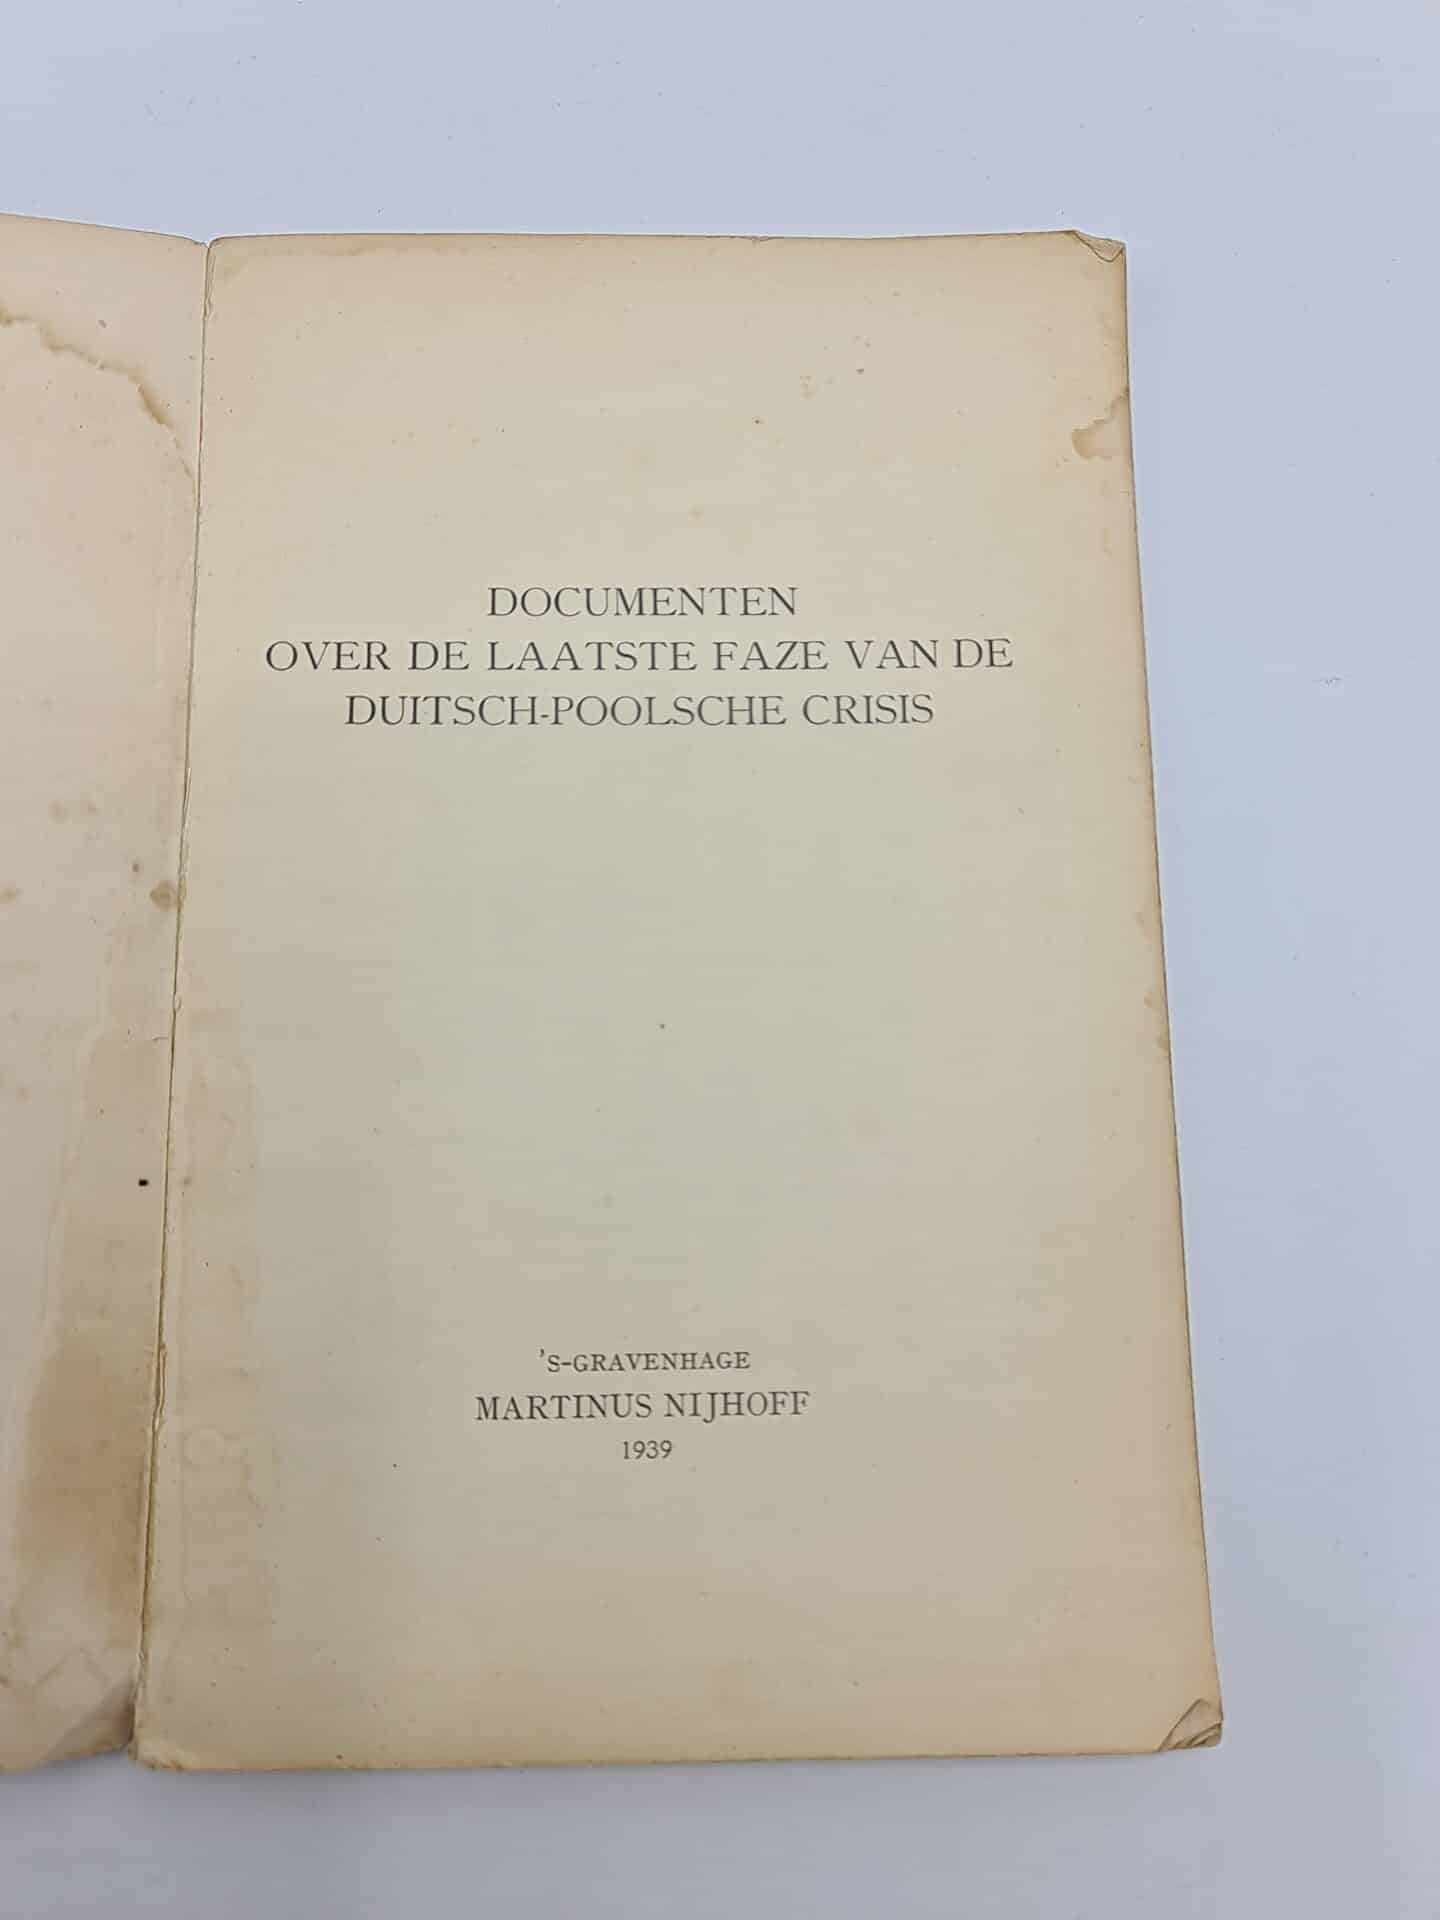 DOCUMENTEN
OVER DE LAATSTE FAZE VAN DE
DUITSCH-POOLSCHE CRISIS
'S-GRAVENHAGE
MARTINUS NIJHOFF
1939